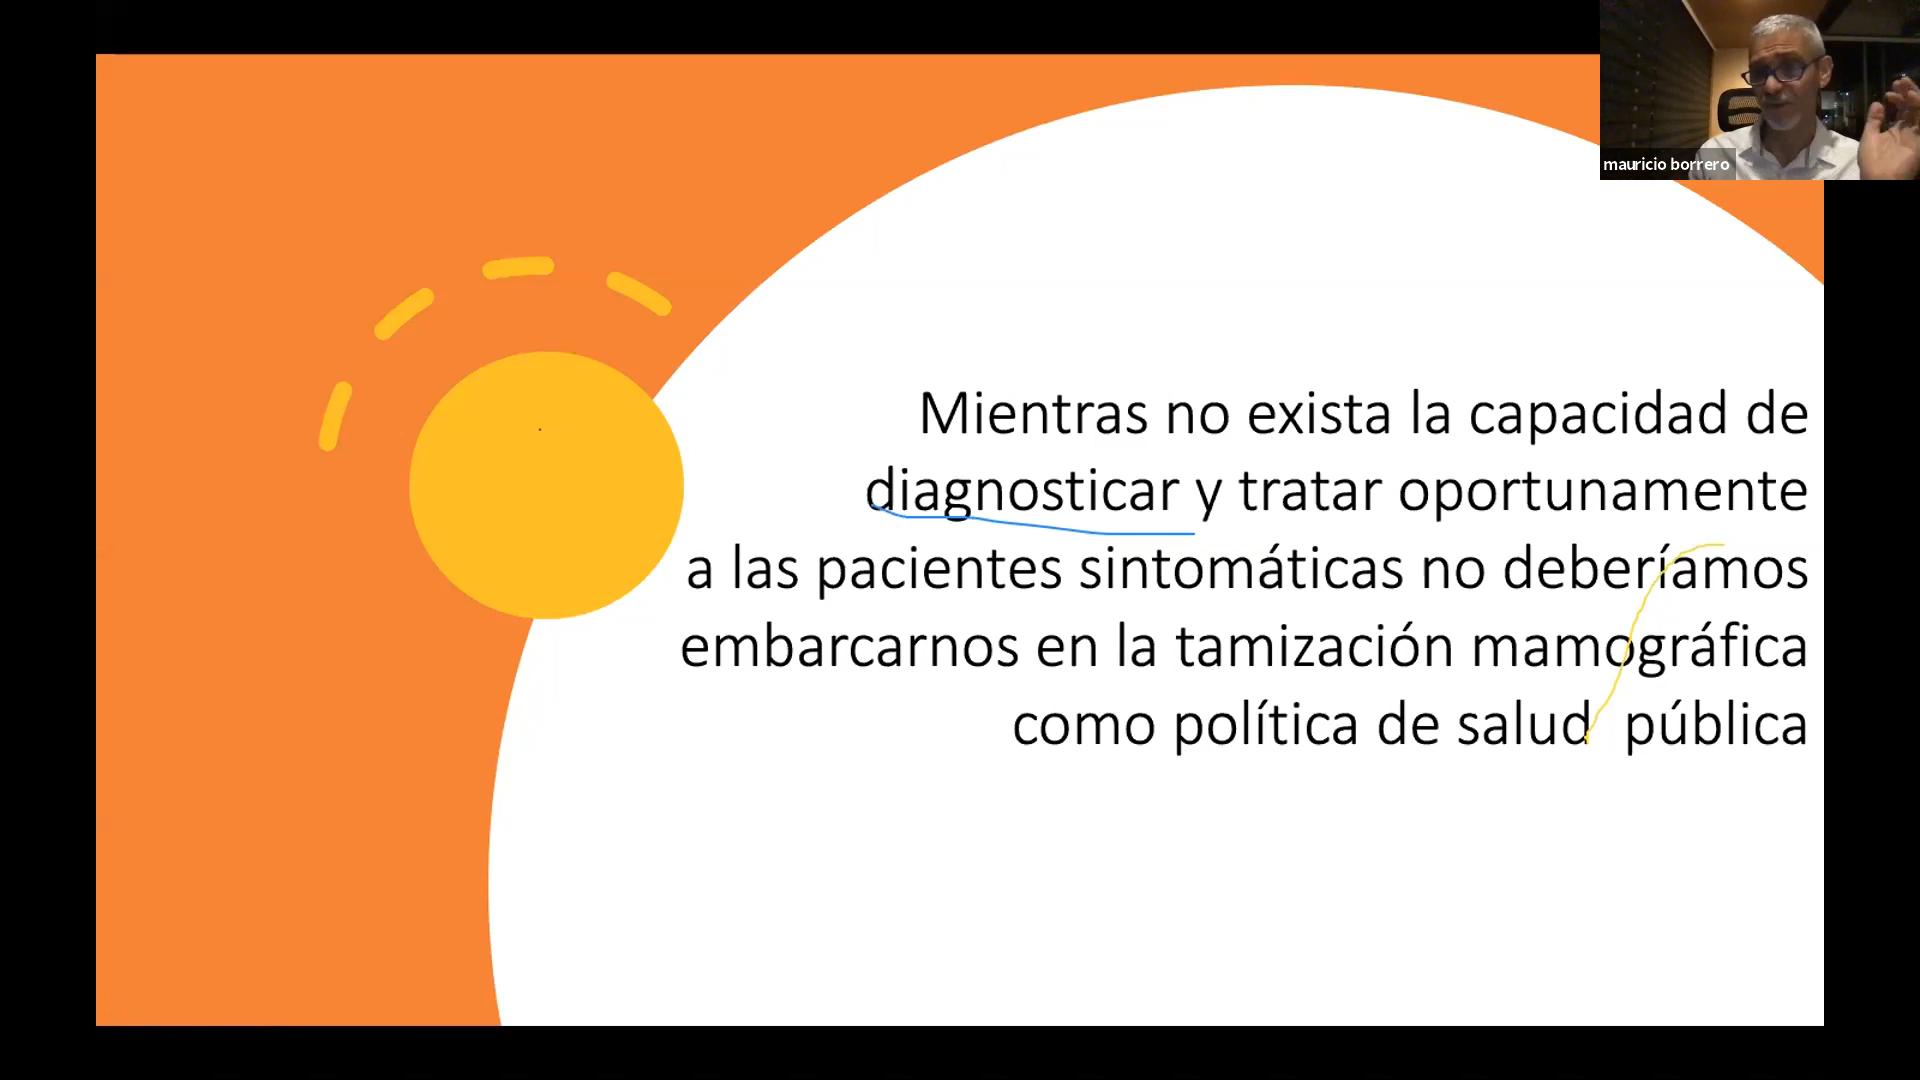 mauricio borrero
Mientras no exista la capacidad de
diagnosticar y tratar oportunamente
a las pacientes sintomáticas no deberíamos
embarcarnos en la tamización mamográfica
como política de salud pública